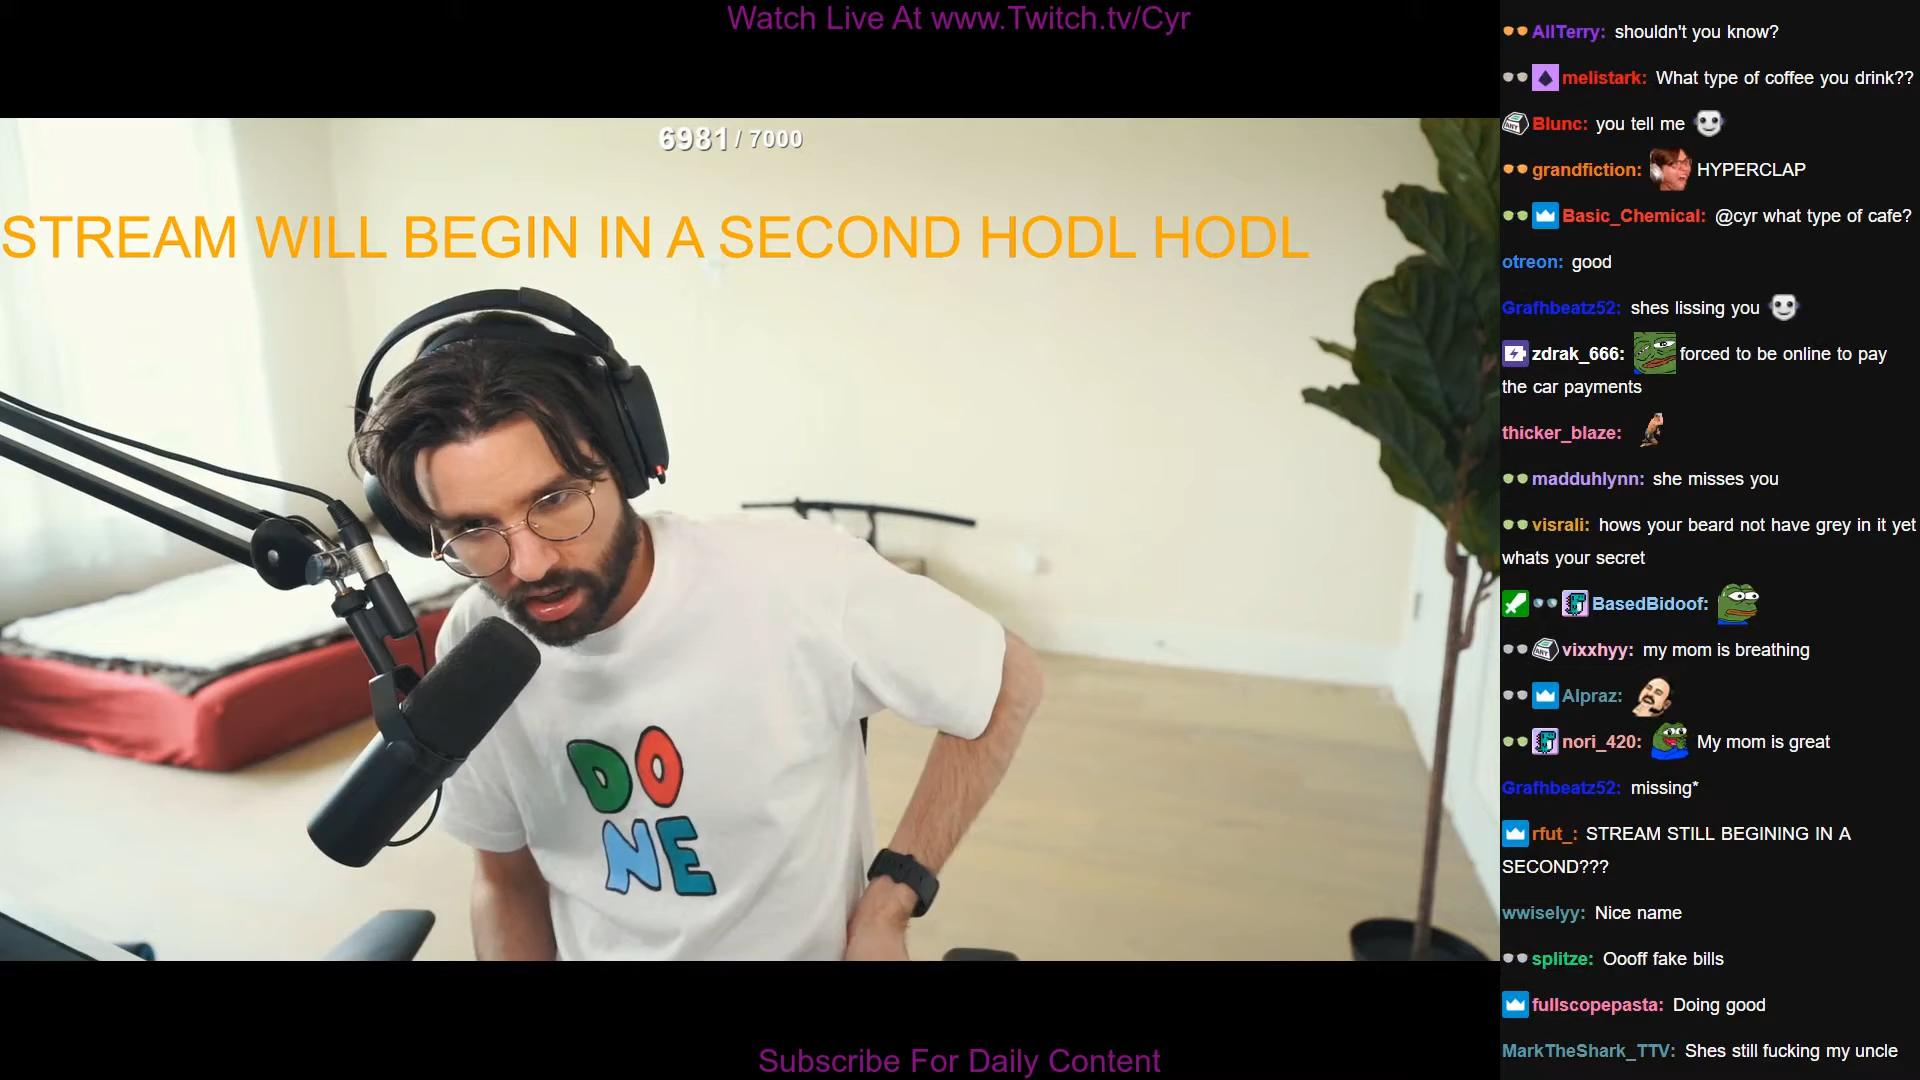 Watch Live At www.Twitch.tv/Cyr
6981 / 7000
STREAM WILL BEGIN IN A SECOND HODL HODL
DONE
Subscribe For Daily Content
AllTerry: shouldn't you know?
melistark: What type of coffee you drink??
Blunc: you tell me
grandfiction: HYPERCLAP
Basic_Chemical: @cyr what type of cafe?
otreon: good
Grafhbeatz52: shes lissing you
zdrak_666: forced to be online to pay
the car payments
thicker_blaze:
madduhlynn: she misses you
visrali: hows your beard not have grey in it yet
whats your secret
BasedBidoof:
vixxhyy: my mom is breathing
Alpraz:
nori_420: My mom is great
Grafhbeatz52: missing*
rfut_: STREAM STILL BEGINING IN A
SECOND???
wwiselyy: Nice name
splitze: Oooff fake bills
fullscopepasta: Doing good
MarkTheShark_TTV: Shes still fucking my uncle